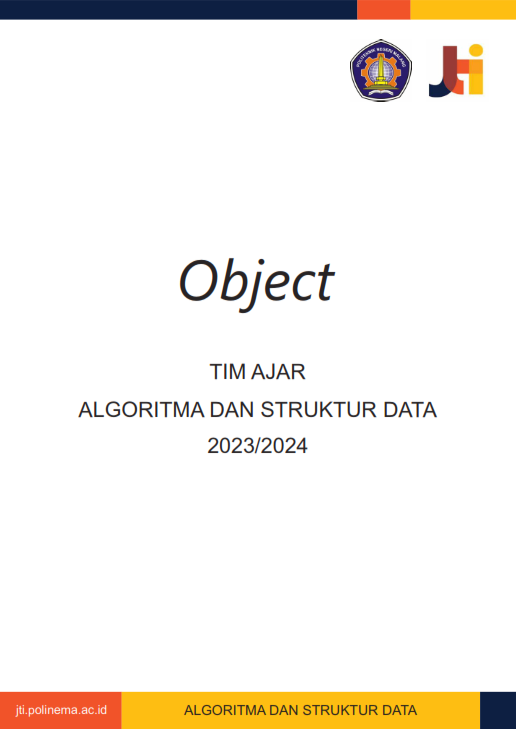 POLITEKNIK NEGERI MALANG
jti
Object
TIM AJAR
ALGORITMA DAN STRUKTUR DATA
2023/2024
jti.polinema.ac.id
ALGORITMA DAN STRUKTUR DATA